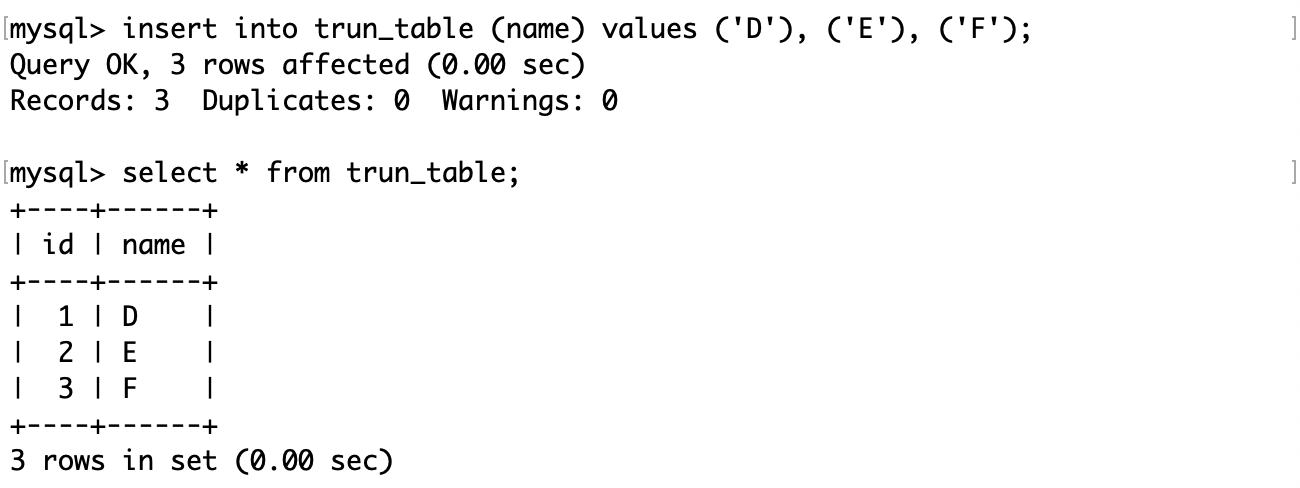 [mysql> insert into trun_table (name) values ('D'), ('E'), ('F'); ]
Query OK, 3 rows affected (0.00 sec)
Records: 3  Duplicates: 0  Warnings: 0

[mysql> select * from trun_table; ]
+----+------+
| id | name |
+----+------+
|  1 | D    |
|  2 | E    |
|  3 | F    |
+----+------+
3 rows in set (0.00 sec)